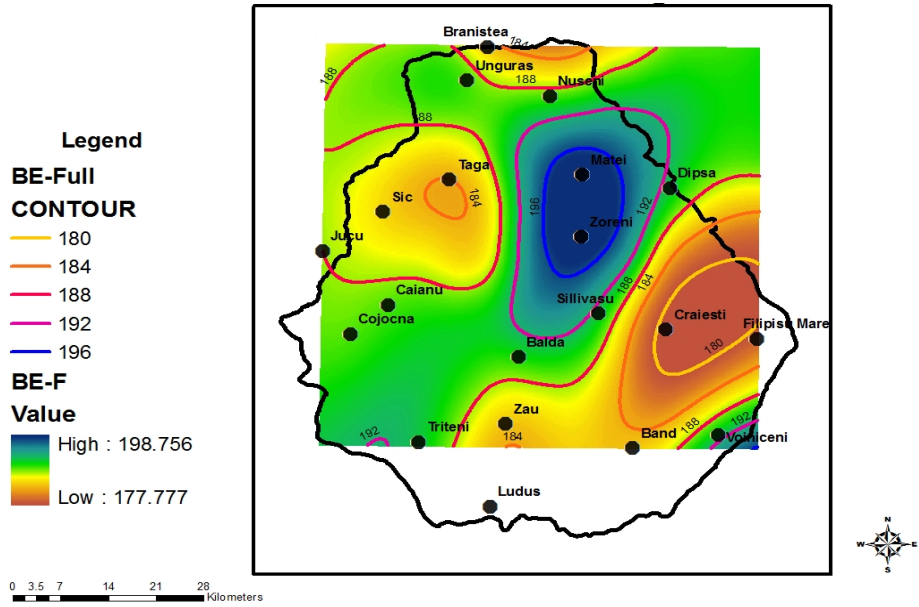 Legend
BE-Full
CONTOUR
180
184
188
192
196
BE-F
Value
High : 198.756
Low : 177.777
0 3.5 7 14 21 28
Kilometers
Branistea
184
188
Unguras
188
Nuseni
88
Taga
Matei
Dipsa
184
196
192
Sic
Zoreni
Jucu
188
184
Caianu
Sillivasu
Cojocna
Craiesti
Filipisu Mare
180
Balda
Zau
192
Triteni
184
Band
188
192
Voiniceni
Ludus
N
W E
S